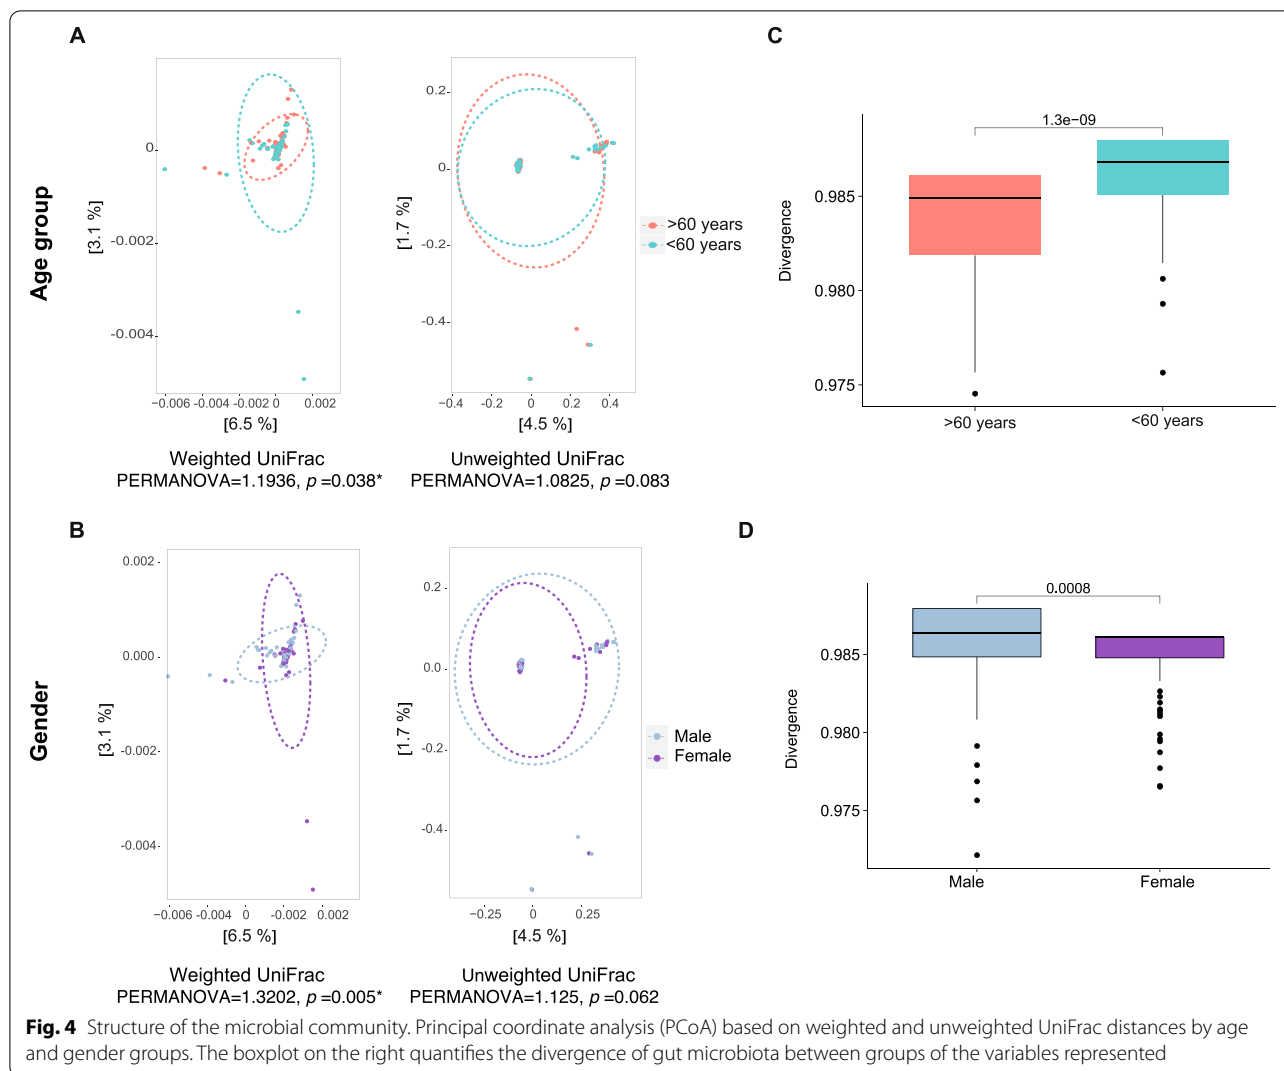 A
Age group
[3.1 %]
0
-0.002
-0.004
−0.006 -0.004 -0.002 0 0.002
[6.5 %]
Weighted UniFrac
PERMANOVA=1.1936, p =0.038*
[1.7 %]
0.2
0
-0.2
-0.4
-0.4 -0.2 0 0.2 0.4
[4.5 %]
Unweighted UniFrac
PERMANOVA=1.0825, p =0.083
>60 years
<60 years
C
Divergence
1.3e−09
0.985
0.980
0.975
>60 years <60 years
B
Gender
[3.1 %]
0.002
0.000
-0.002
-0.004
−0.006 -0.004 0 -0.002 0.002
[6.5 %]
Weighted UniFrac
PERMANOVA=1.3202, p =0.005*
[1.7 %]
0.2
0.0
-0.2
-0.4
−0.25 0 0.25
[4.5 %]
Unweighted UniFrac
PERMANOVA=1.125, p =0.062
Male
Female
D
Divergence
0.0008
0.985
0.980
0.975
Male Female
Fig. 4 Structure of the microbial community. Principal coordinate analysis (PCoA) based on weighted and unweighted UniFrac distances by age
and gender groups. The boxplot on the right quantifies the divergence of gut microbiota between groups of the variables represented